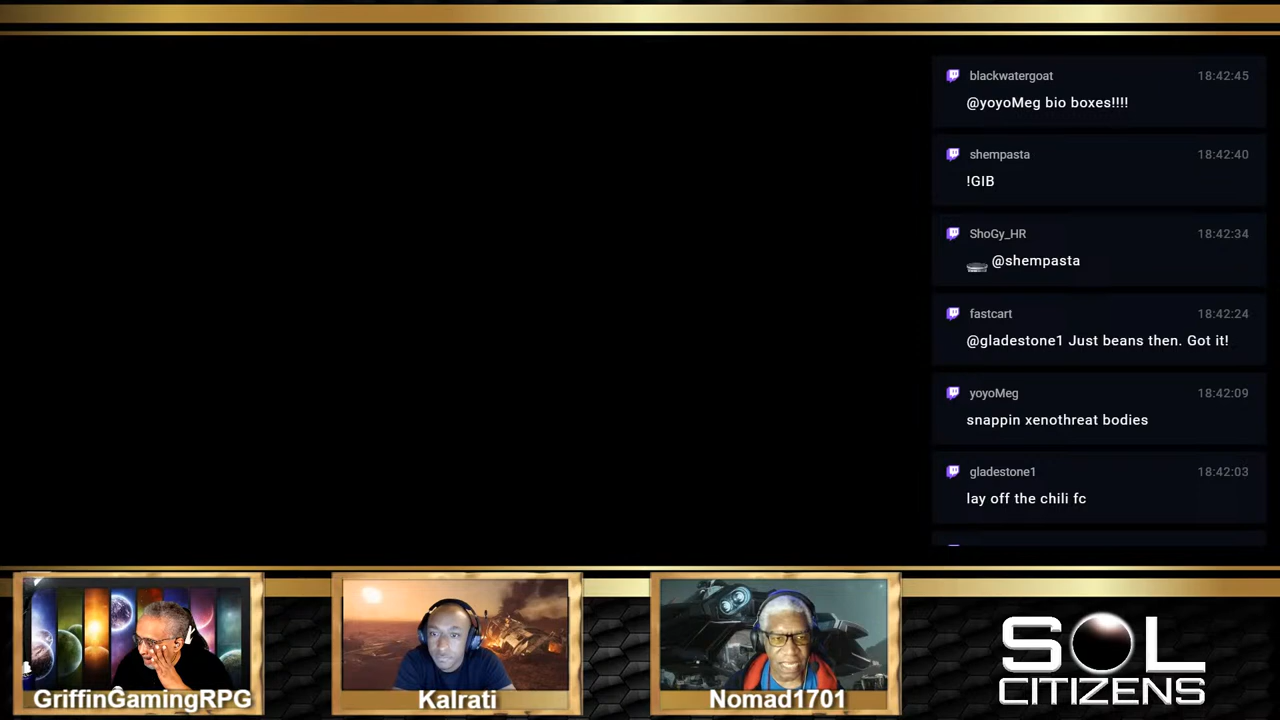 blackwatergoat 18:42:45
@yoyoMeg bio boxes!!!!
shempasta 18:42:40
!GIB
ShoGy_HR 18:42:34
@shempasta
fastcart 18:42:24
@gladestone1 Just beans then. Got it!
yoyoMeg 18:42:09
snappin xenothreat bodies
gladestone1 18:42:03
lay off the chili fc
GriffinGamingRPG
Kalrati
Nomad1701
SOL
CITIZENS